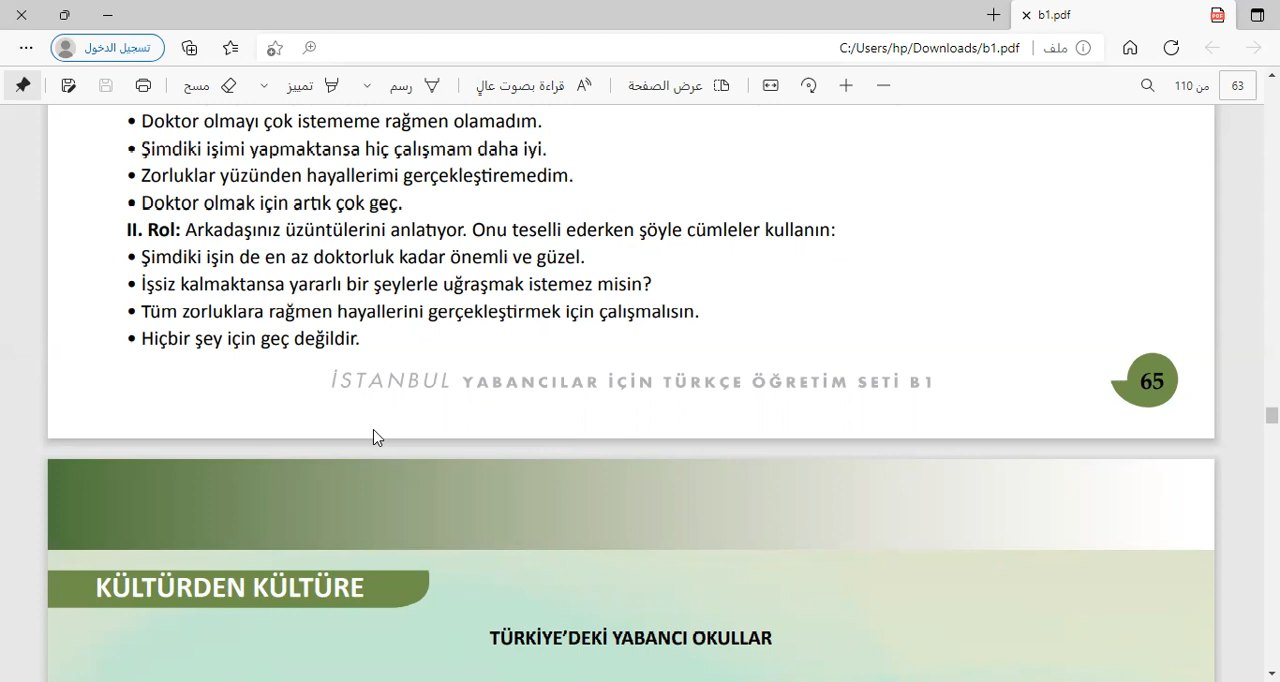 b1.pdf
تسجيل الدخول
C:/Users/hp/Downloads/b1.pdf
ملف
مسح
تمييز
رسم
قراءة بصوت عالٍ
عرض الصفحة
من 110
63
• Doktor olmayı çok istememe rağmen olamadım.
• Şimdiki işimi yapmaktansa hiç çalışmam daha iyi.
• Zorluklar yüzünden hayallerimi gerçekleştiremedim.
• Doktor olmak için artık çok geç.
II. Rol: Arkadaşınız üzüntülerini anlatıyor. Onu teselli ederken şöyle cümleler kullanın:
• Şimdiki işin de en az doktorluk kadar önemli ve güzel.
• İşsiz kalmaktansa yararlı bir şeylerle uğraşmak istemez misin?
• Tüm zorluklara rağmen hayallerini gerçekleştirmek için çalışmalısın.
• Hiçbir şey için geç değildir.
İSTANBUL YABANCILAR İÇİN TÜRKÇE ÖĞRETİM SETİ B1
65
KÜLTÜRDEN KÜLTÜRE
TÜRKİYE'DEKİ YABANCI OKULLAR